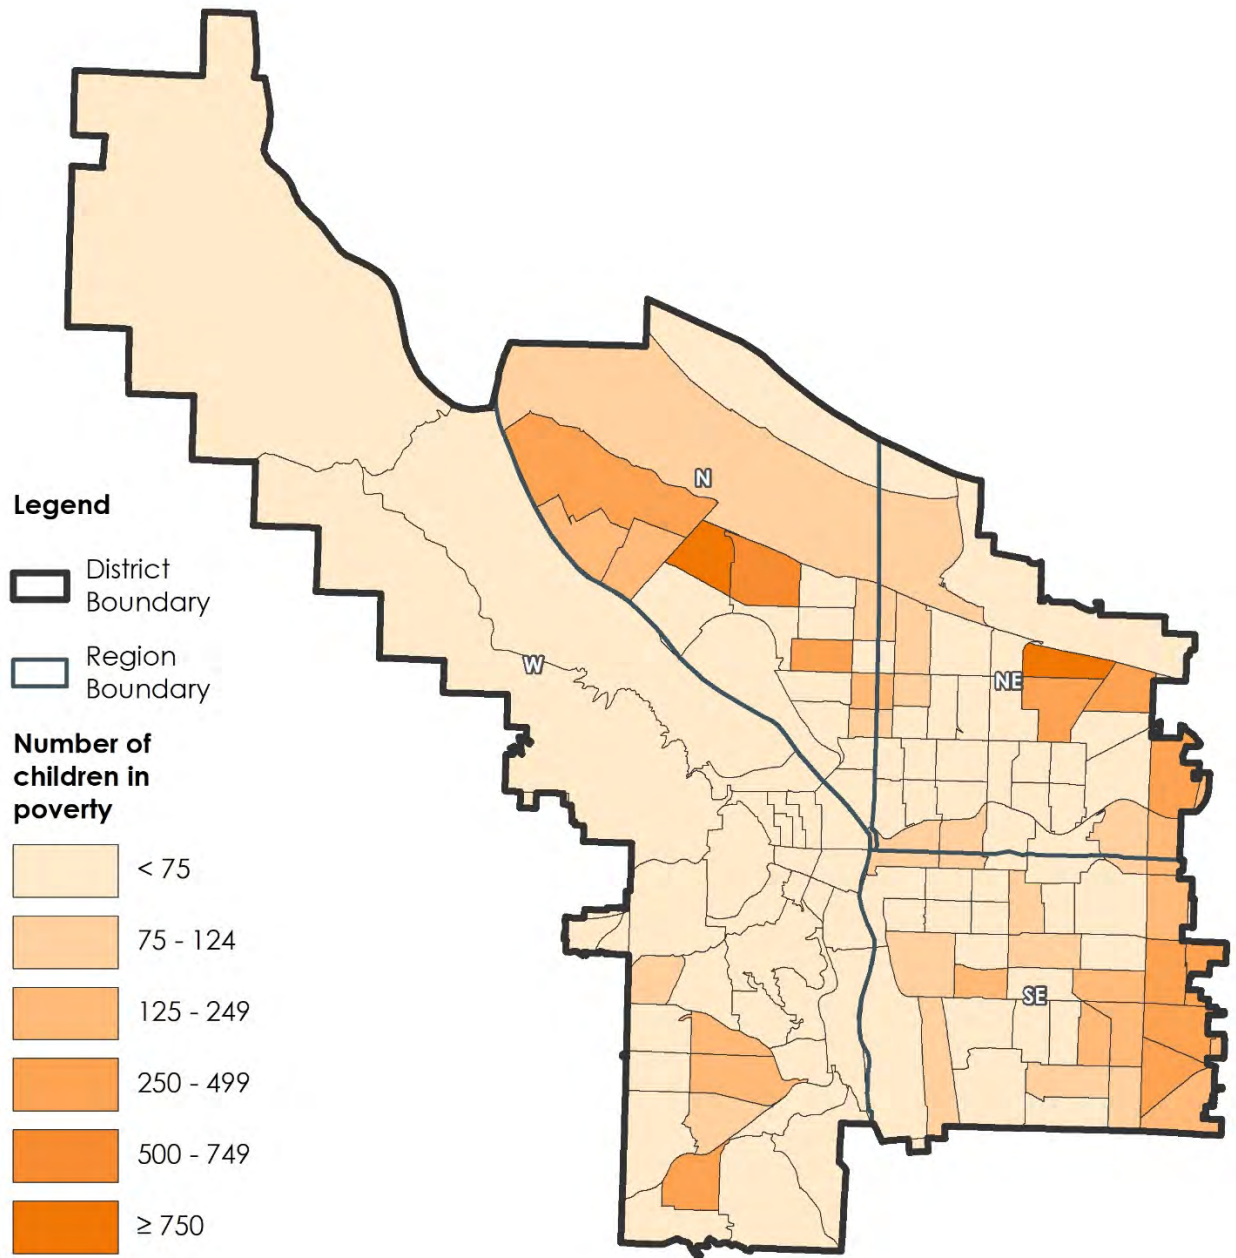 N
W
NE
SE
Legend
District
Boundary
Region
Boundary
Number of
children in
poverty
< 75
75 - 124
125 - 249
250 - 499
500 - 749
≥ 750